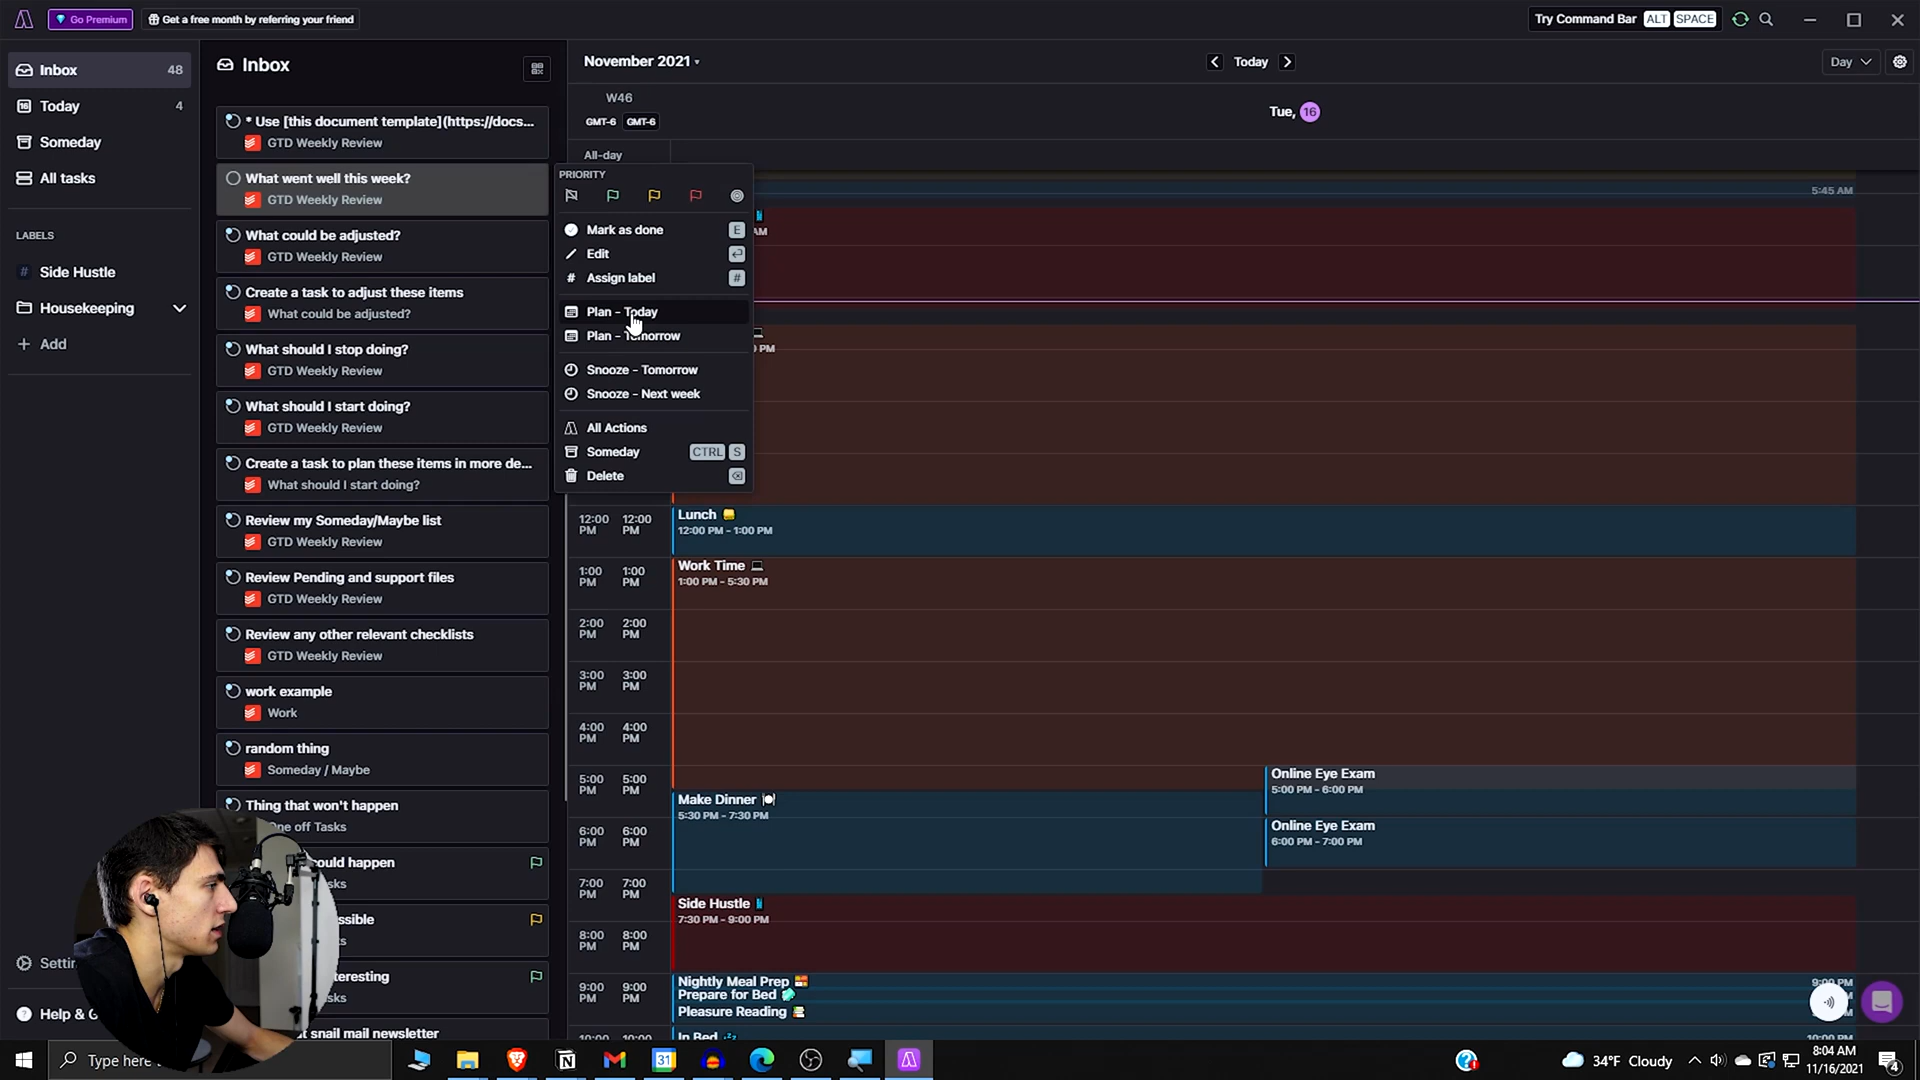 Go Premium
Get a free month by referring your friend
Try Command Bar ALT SPACE
Inbox 48
Today 4
Someday
All tasks
LABELS
# Side Hustle
Housekeeping
+ Add
Help &
Inbox
* Use [this document template](https://docs...
GTD Weekly Review
What went well this week?
GTD Weekly Review
What could be adjusted?
GTD Weekly Review
Create a task to adjust these items
What could be adjusted?
What should I stop doing?
GTD Weekly Review
What should I start doing?
GTD Weekly Review
Create a task to plan these items in more de...
What should I start doing?
Review my Someday/Maybe list
GTD Weekly Review
Review Pending and support files
GTD Weekly Review
Review any other relevant checklists
GTD Weekly Review
work example
Work
random thing
Someday / Maybe
Thing that won't happen
One off Tasks
could happen
snail mail newsletter
PRIORITY
Mark as done E
Edit
# Assign label #
Plan - Today
Plan - Tomorrow
Snooze - Tomorrow
Snooze - Next week
All Actions
Someday CTRL S
Delete
November 2021
Today
Day
W46
GMT-6 GMT-6
Tue, 16
All-day
5:45 AM
12:00 PM 12:00 PM
Lunch
12:00 PM - 1:00 PM
1:00 PM 1:00 PM
Work Time
1:00 PM - 5:30 PM
2:00 PM 2:00 PM
3:00 PM 3:00 PM
4:00 PM 4:00 PM
5:00 PM 5:00 PM
Online Eye Exam
5:00 PM - 6:00 PM
Make Dinner
5:30 PM - 7:30 PM
6:00 PM 6:00 PM
Online Eye Exam
6:00 PM - 7:00 PM
7:00 PM 7:00 PM
Side Hustle
7:30 PM - 9:00 PM
8:00 PM 8:00 PM
9:00 PM 9:00 PM
Nightly Meal Prep
Prepare for Bed
Pleasure Reading
In Bed
Type here
31
34°F Cloudy
8:04 AM
11/16/2021
4